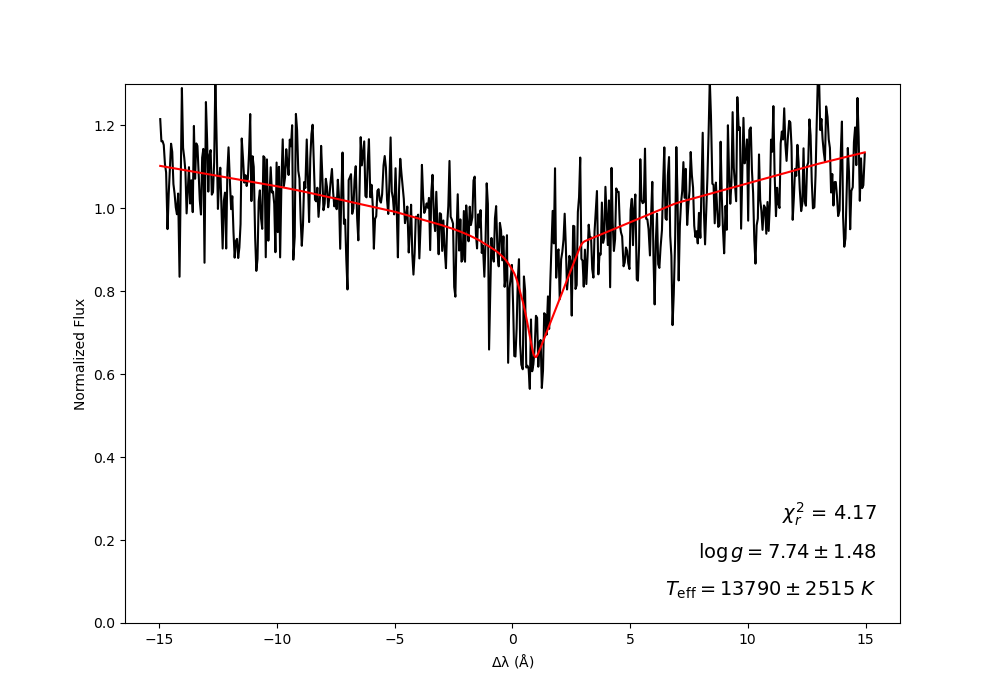 1.2
1.0
0.8
0.6
0.4
0.2
0.0
Normalized Flux
χ²ᵣ = 4.17
log g = 7.74 ± 1.48
T_eff = 13790 ± 2515 K
−15 −10 −5 0 5 10 15
Δλ (Å)